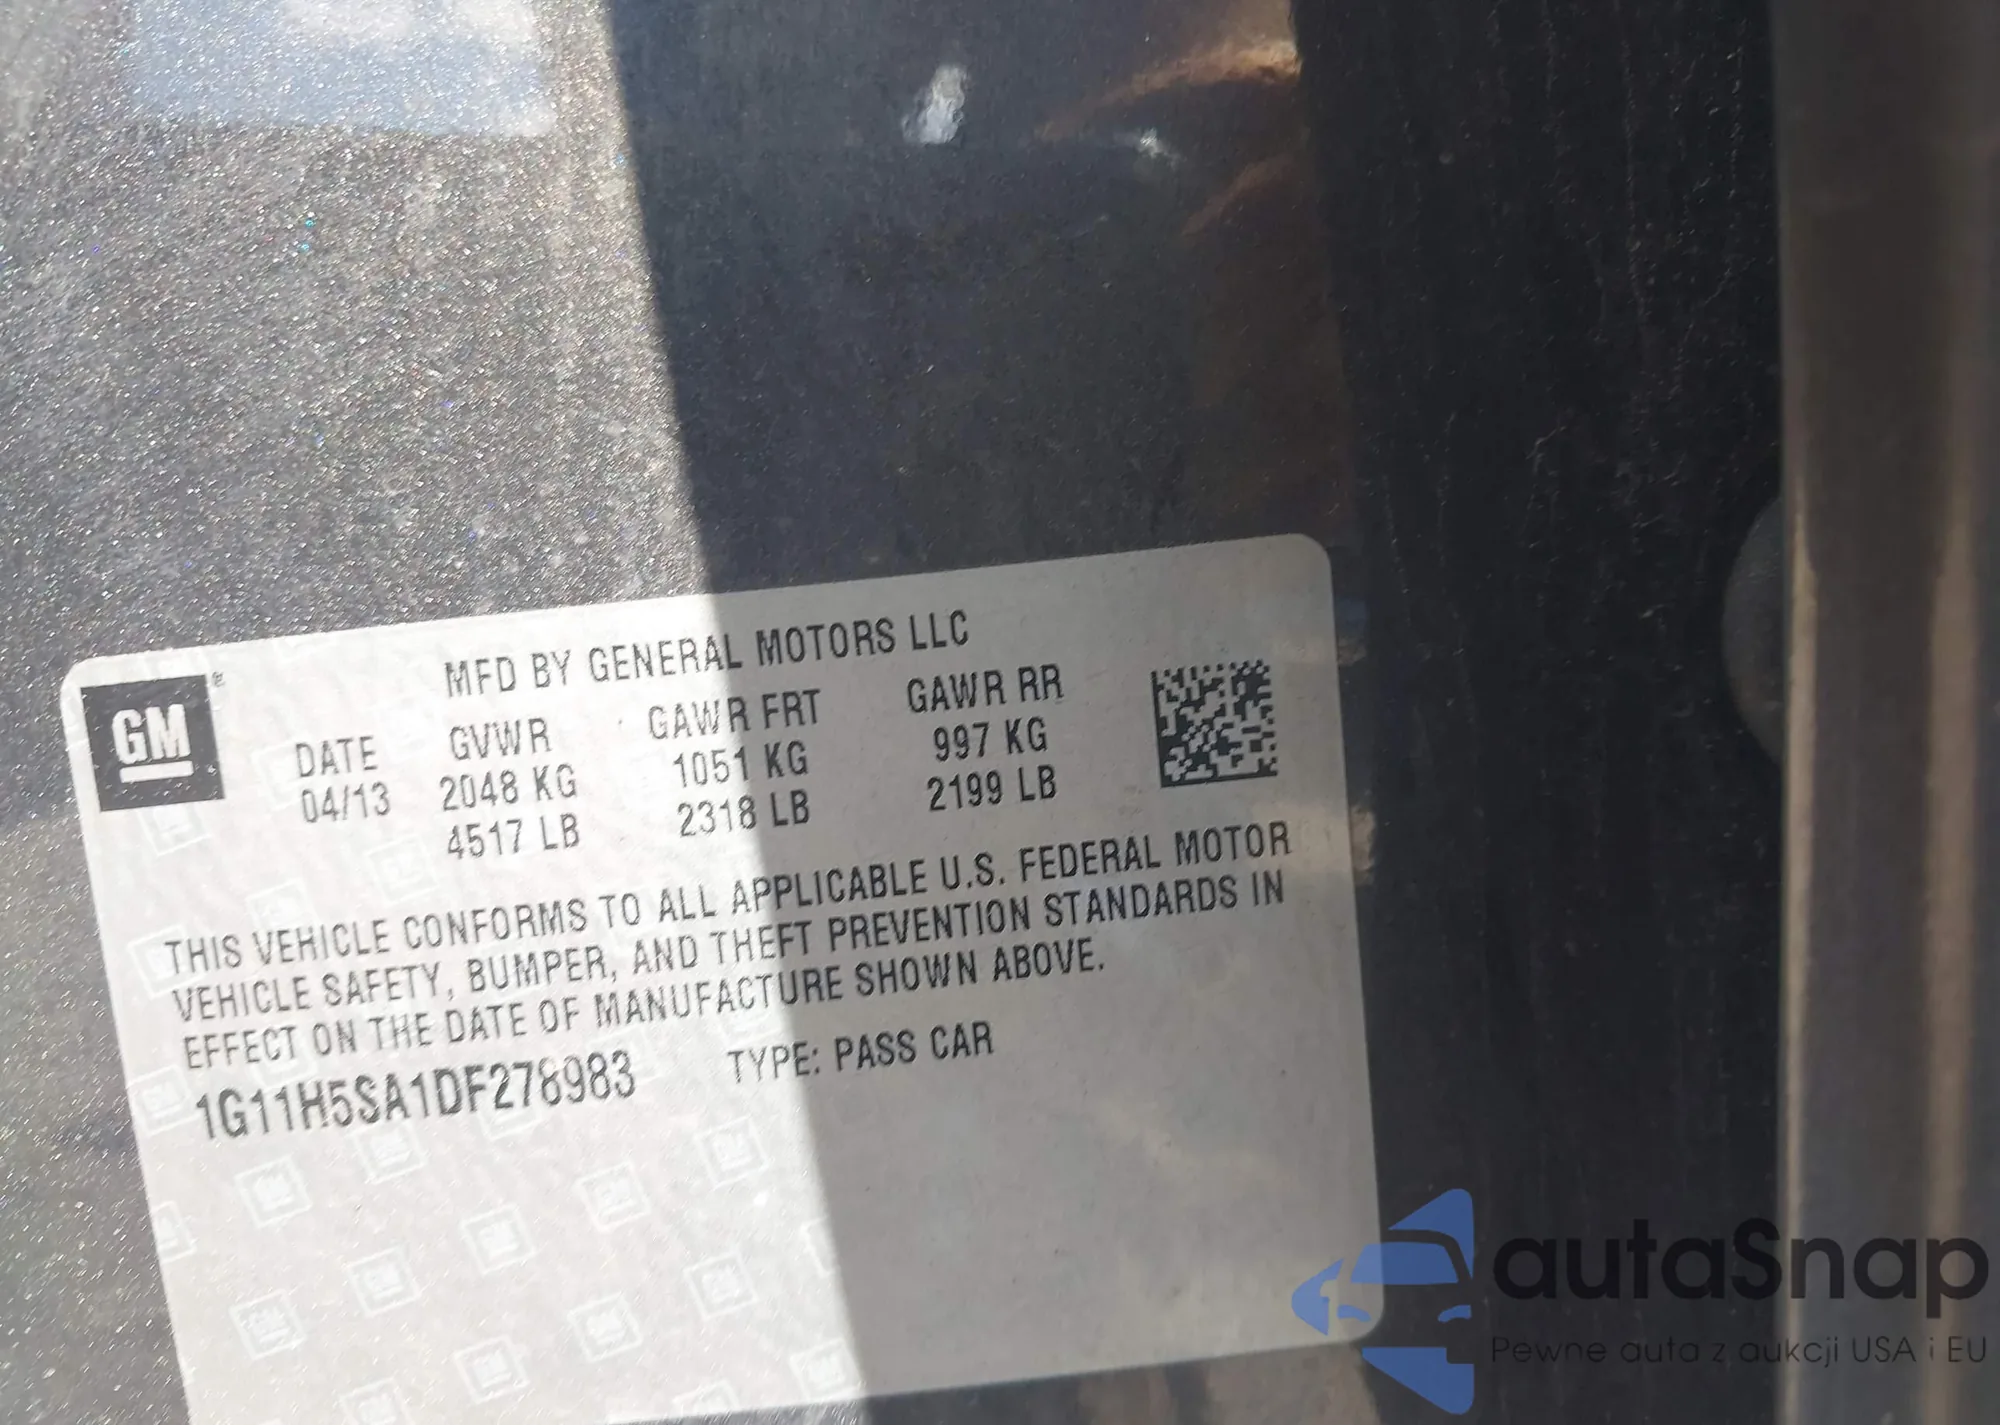 MFD BY GENERAL MOTORS LLC
GM
DATE GVWR GAWR FRT GAWR RR
04/13 2048 KG 1051 KG 997 KG
4517 LB 2318 LB 2199 LB
THIS VEHICLE CONFORMS TO ALL APPLICABLE U.S. FEDERAL MOTOR
VEHICLE SAFETY, BUMPER, AND THEFT PREVENTION STANDARDS IN
EFFECT ON THE DATE OF MANUFACTURE SHOWN ABOVE.
1G11H5SA1DF278983 TYPE: PASS CAR
autaSnap
Pewne auta z aukcji USA i EU